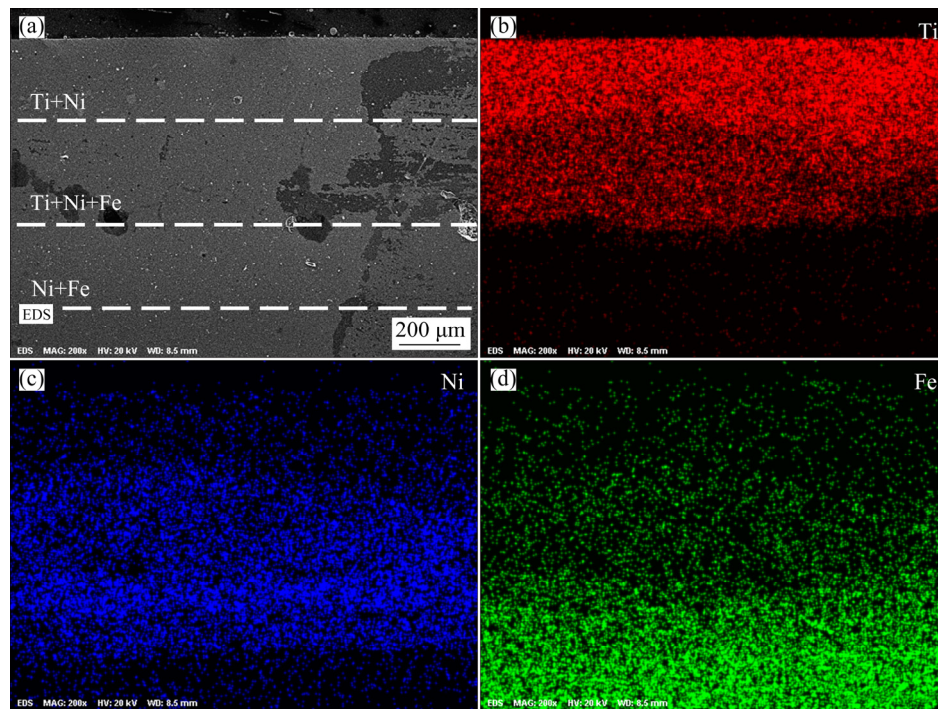 (a)
Ti+Ni
Ti+Ni+Fe
Ni+Fe
EDS
200 μm
EDS MAG: 200x HV: 20 kV WD: 8.5 mm
(b)
Ti
EDS MAG: 200x HV: 20 kV WD: 8.5 mm
(c)
Ni
EDS MAG: 200x HV: 20 kV WD: 8.5 mm
(d)
Fe
EDS MAG: 200x HV: 20 kV WD: 8.5 mm